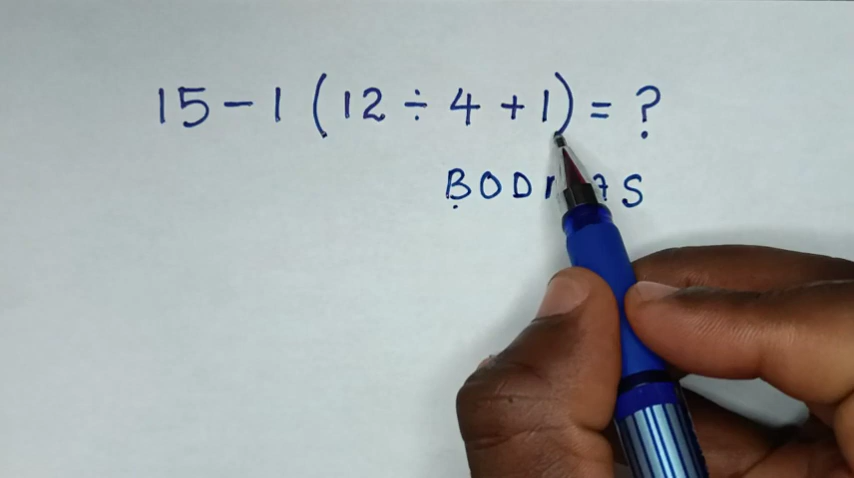 15 - 1 (12 ÷ 4 + 1) = ?